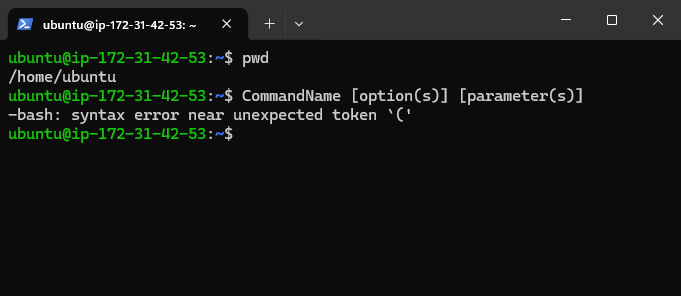 ubuntu@ip-172-31-42-53: ~
ubuntu@ip-172-31-42-53:~$ pwd
/home/ubuntu
ubuntu@ip-172-31-42-53:~$ CommandName [option(s)] [parameter(s)]
-bash: syntax error near unexpected token `('
ubuntu@ip-172-31-42-53:~$